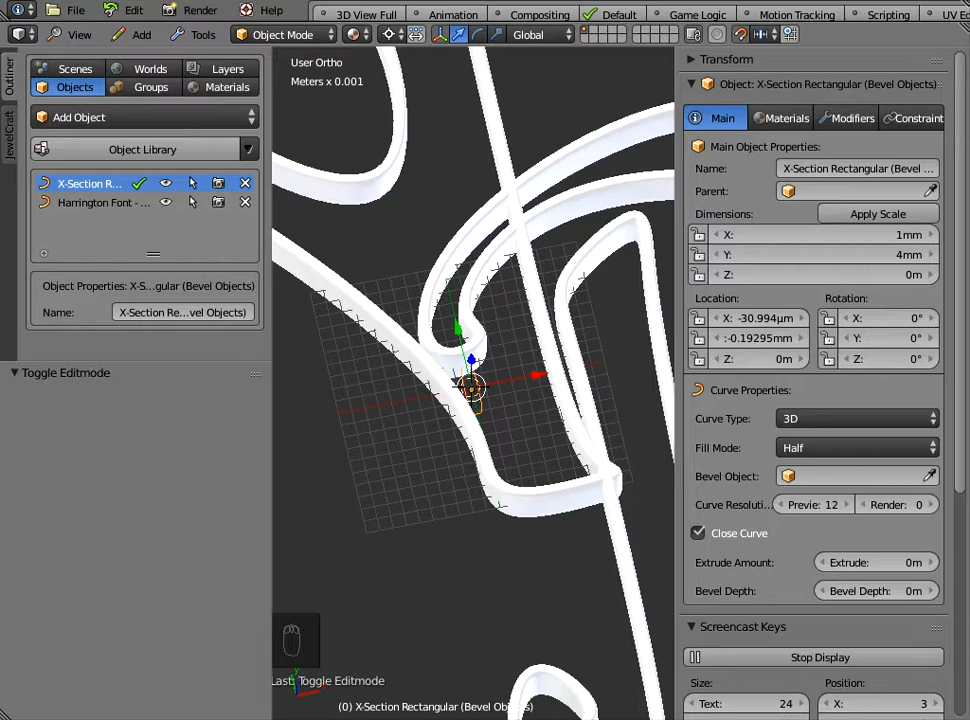 File Edit Render Help 3D View Full Animation Compositing Default Game Logic Motion Tracking Scripting UV Ec
View Add Tools Object Mode Global
Outliner
JewelCraft
Scenes Worlds Layers
Objects Groups Materials
Add Object
Object Library
X-Section R...
Harrington Font - ...
Object Properties: X-S...gular (Bevel Objects)
Name: X-Section Re...vel Objects)
Toggle Editmode
User Ortho
Meters x 0.001
Last: Toggle Editmode
(0) X-Section Rectangular (Bevel Objects)
Transform
Object: X-Section Rectangular (Bevel Objects)
Main Materials Modifiers Constraint
Main Object Properties:
Name: X-Section Rectangular (Bevel ...
Parent:
Dimensions: Apply Scale
X: 1mm
Y: 4mm
Z: 0m
Location: Rotation:
X: -30.994µm X: 0°
:-0.19295mm Y: 0°
Z: 0m Z: 0°
Curve Properties:
Curve Type: 3D
Fill Mode: Half
Bevel Object:
Curve Resoluti... Previe: 12 Render: 0
Close Curve
Extrude Amount: Extrude: 0m
Bevel Depth: Bevel Depth: 0m
Screencast Keys
Stop Display
Size: Position:
Text: 24 X: 3